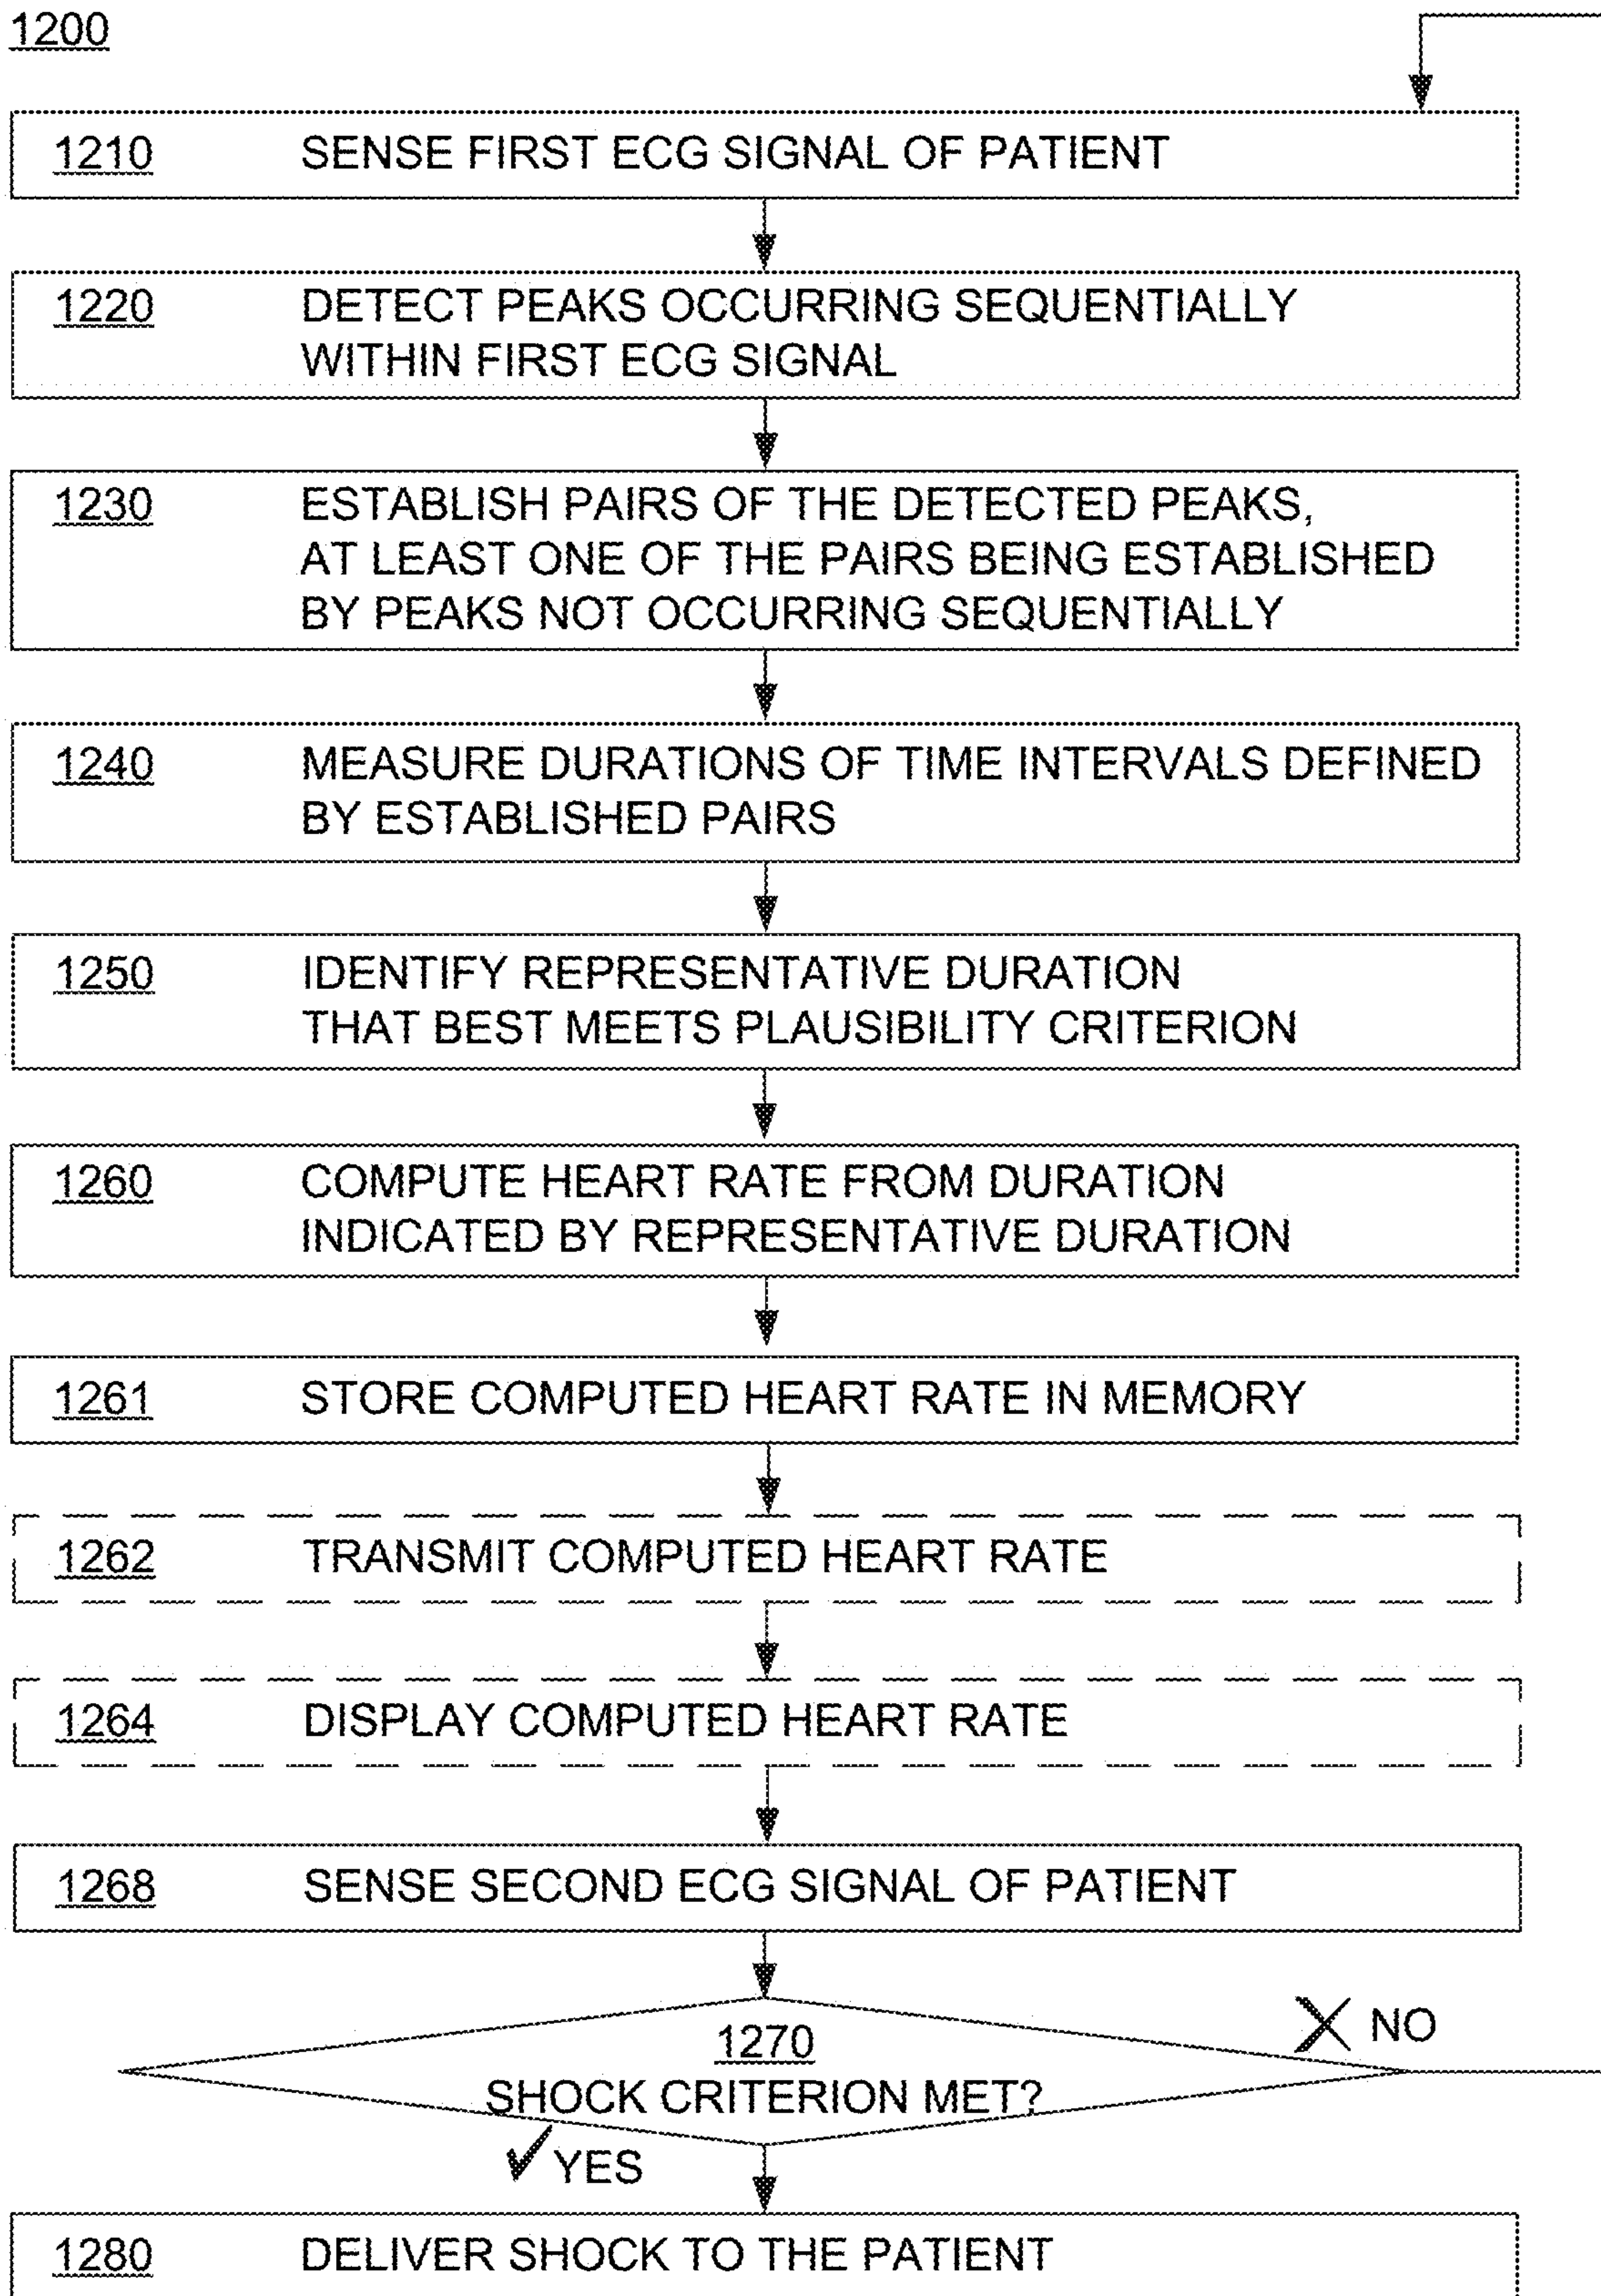 1200
1210 SENSE FIRST ECG SIGNAL OF PATIENT
1220 DETECT PEAKS OCCURRING SEQUENTIALLY
WITHIN FIRST ECG SIGNAL
1230 ESTABLISH PAIRS OF THE DETECTED PEAKS,
AT LEAST ONE OF THE PAIRS BEING ESTABLISHED
BY PEAKS NOT OCCURRING SEQUENTIALLY
1240 MEASURE DURATIONS OF TIME INTERVALS DEFINED
BY ESTABLISHED PAIRS
1250 IDENTIFY REPRESENTATIVE DURATION
THAT BEST MEETS PLAUSIBILITY CRITERION
1260 COMPUTE HEART RATE FROM DURATION
INDICATED BY REPRESENTATIVE DURATION
1261 STORE COMPUTED HEART RATE IN MEMORY
1262 TRANSMIT COMPUTED HEART RATE
1264 DISPLAY COMPUTED HEART RATE
1268 SENSE SECOND ECG SIGNAL OF PATIENT
NO
1270
SHOCK CRITERION MET?
YES
1280 DELIVER SHOCK TO THE PATIENT